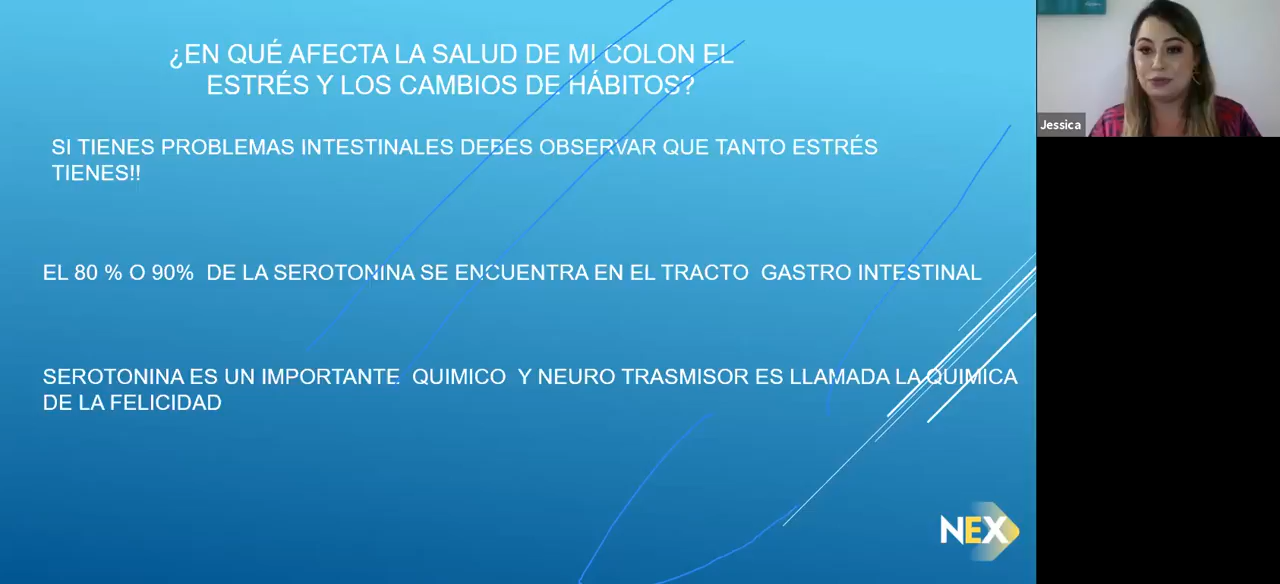 ¿EN QUÉ AFECTA LA SALUD DE MI COLON EL
ESTRÉS Y LOS CAMBIOS DE HÁBITOS?
SI TIENES PROBLEMAS INTESTINALES DEBES OBSERVAR QUE TANTO ESTRÉS
TIENES!!
EL 80 % O 90% DE LA SEROTONINA SE ENCUENTRA EN EL TRACTO GASTRO INTESTINAL
SEROTONINA ES UN IMPORTANTE QUIMICO Y NEURO TRASMISOR ES LLAMADA LA QUIMICA
DE LA FELICIDAD
NEX
Jessica